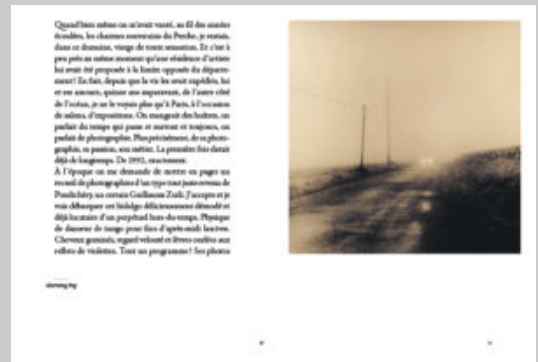 Quand bien même on m'avait vanté, au fil des années
écoulées, les charmes souverains du Perche, je restais,
dans ce domaine, vierge de toute sensation. Et c'est à
peu près au même moment qu'une résidence d'artiste
lui avait été proposée à la limite opposée du départe-
ment! En fait, depuis que la vie les avait expédiés, lui
et ses amours, quinze ans auparavant, de l'autre côté
de l'océan, je ne le voyais plus qu'à Paris, à l'occasion
de salons, d'expositions. On mangeait des huîtres, on
parlait du temps qui passe et surtout et toujours, on
parlait de photographie. Plus précisément, de sa photo-
graphie, sa passion, son métier. La première fois datait
déjà de longtemps. De 1992, exactement.
À l'époque on me demande de mettre en pages un
recueil de photographies d'un type tout juste revenu de
Pondichéry, un certain Guillaume Zuili. J'accepte et je
vois débarquer cet hidalgo délicieusement démodé et
déjà locataire d'un perpétuel hors-du-temps. Physique
de danseur de tango pour fins d'après-midi lascives.
Cheveux gominés, regard velouté et lèvres ourlées aux
reflets de violettes. Tout un programme! Ses photos
Morning fog